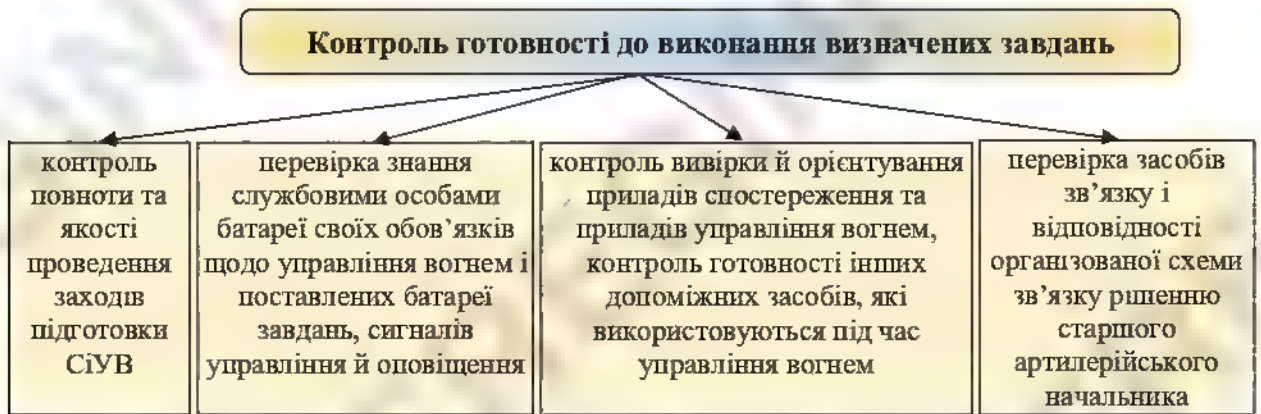 Контроль готовності до виконання визначених завдань
контроль
повноти та
якості
проведення
заходів
підготовки
СіУВ
перевірка знання
службовими особами
батареї своїх обов’язків
щодо управління вогнем і
поставлених батареї
завдань, сигналів
управління й оповіщення
контроль вивірки й орієнтування
приладів спостереження та
приладів управління вогнем,
контроль готовності інших
допоміжних засобів, які
використовуються під час
управління вогнем
перевірка засобів
зв’язку і
відповідності
організованої схеми
зв’язку рішенню
старшого
артилерійського
начальника